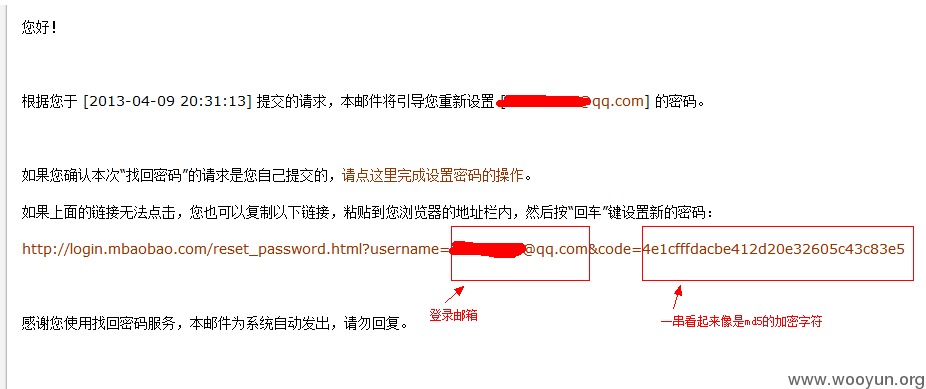 您好!
根据您于 [2013-04-09 20:31:13] 提交的请求，本邮件将引导您重新设置 [@qq.com] 的密码。
如果您确认本次“找回密码”的请求是您自己提交的，请点这里完成设置密码的操作。
如果上面的链接无法点击，您也可以复制以下链接，粘贴到您浏览器的地址栏内，然后按“回车”键设置新的密码：
http://login.mbaobao.com/reset_password.html?username=@qq.com&code=4e1cfffdacbe412d20e32605c43c83e5
登录邮箱
一串看起来像是md5的加密字符
感谢您使用找回密码服务，本邮件为系统自动发出，请勿回复。
www.wooyun.org